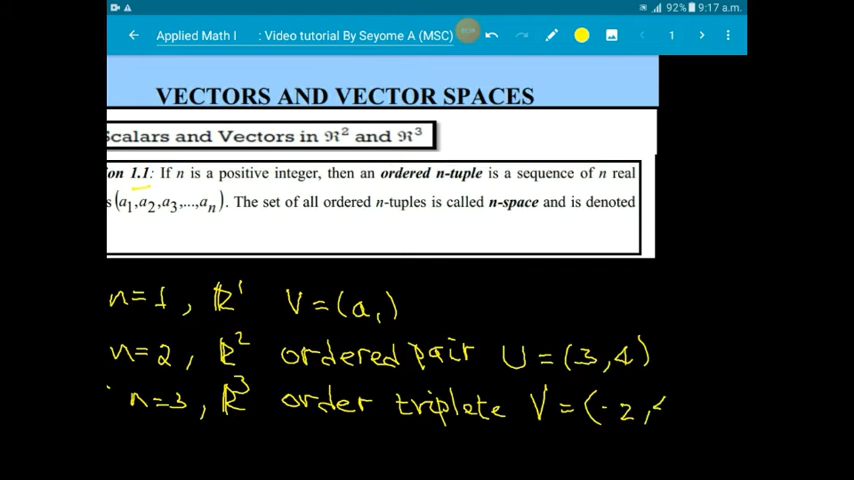 92% 9:17 a.m.
Applied Math I : Video tutorial By Seyome A (MSC)
1
VECTORS AND VECTOR SPACES
Scalars and Vectors in ℜ² and ℜ³
on 1.1: If n is a positive integer, then an ordered n-tuple is a sequence of n real
s (a₁,a₂,a₃,...,aₙ). The set of all ordered n-tuples is called n-space and is denoted
n=1, ℝ¹ V=(a₁)
n=2, ℝ² ordered pair U=(3,4)
n=3, ℝ³ order triplete V=(-2,